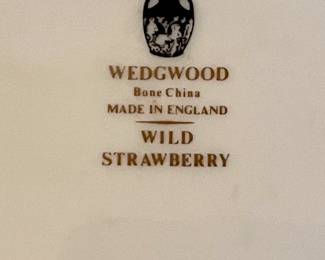 WEDGWOOD
Bone China
MADE IN ENGLAND
WILD
STRAWBERRY